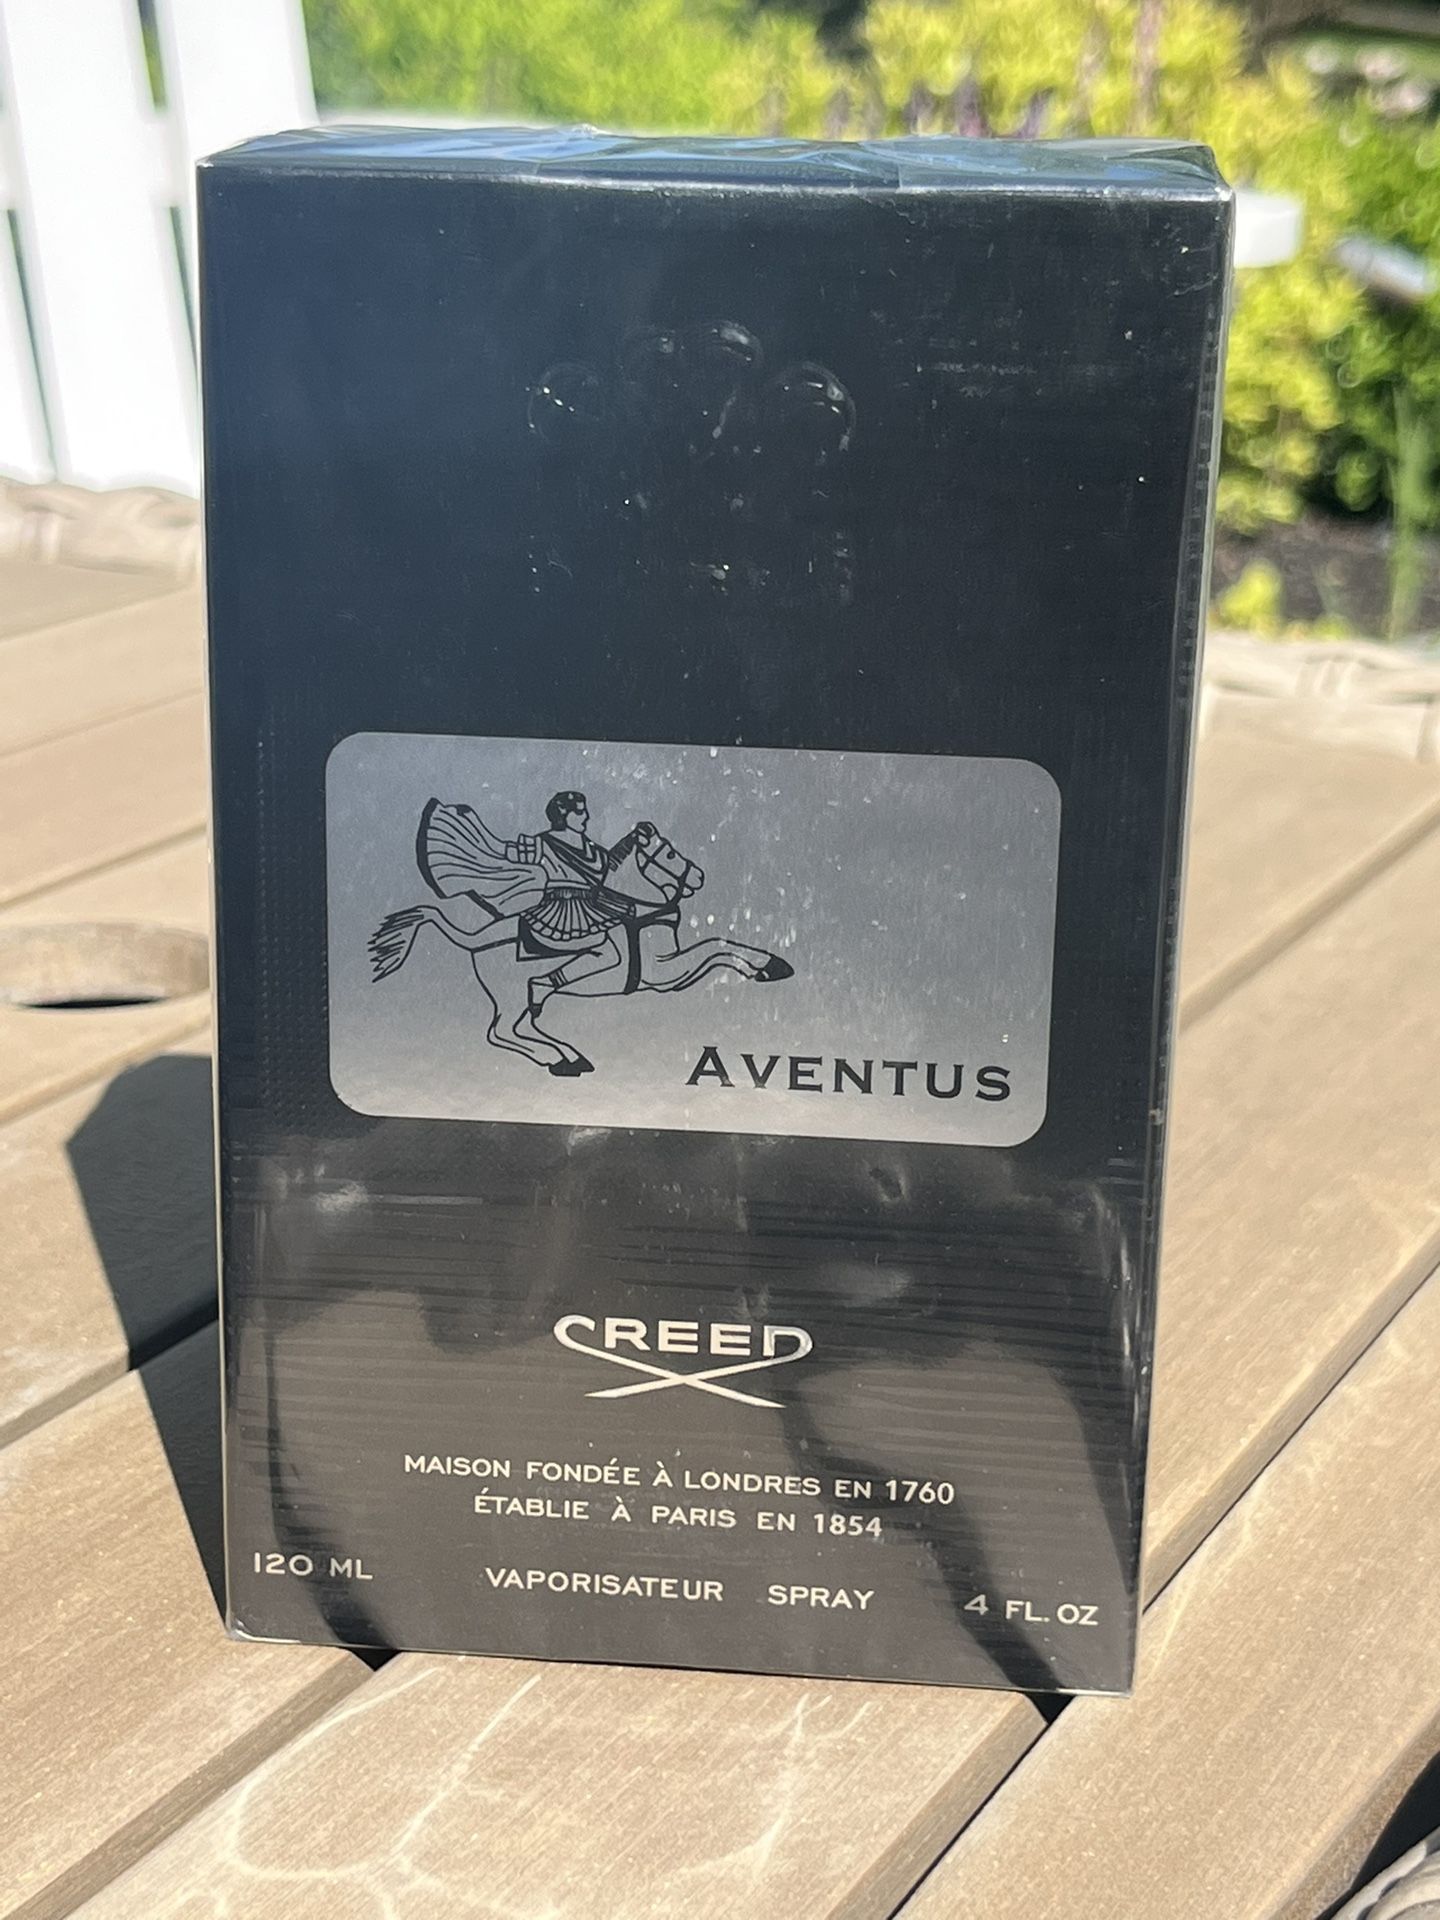 AVENTUS
CREED
MAISON FONDÉE À LONDRES EN 1760
ÉTABLIE À PARIS EN 1854
120 ML VAPORISATEUR SPRAY 4 FL. OZ